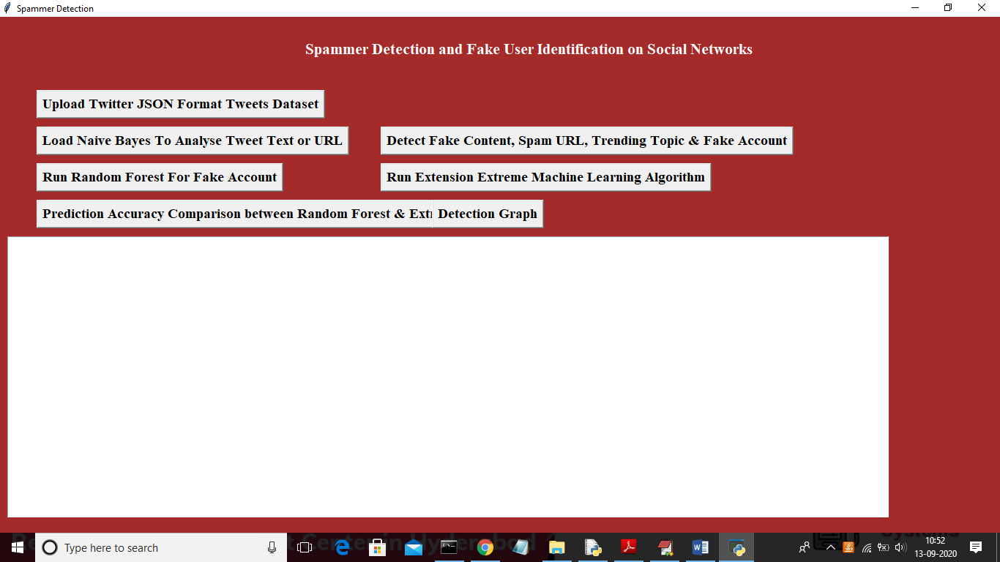 Spammer Detection
Spammer Detection and Fake User Identification on Social Networks
Upload Twitter JSON Format Tweets Dataset
Load Naive Bayes To Analyse Tweet Text or URL
Detect Fake Content, Spam URL, Trending Topic & Fake Account
Run Random Forest For Fake Account
Run Extension Extreme Machine Learning Algorithm
Prediction Accuracy Comparison between Random Forest &
Detection Graph
Type here to search
Systems
10:52
13-09-2020